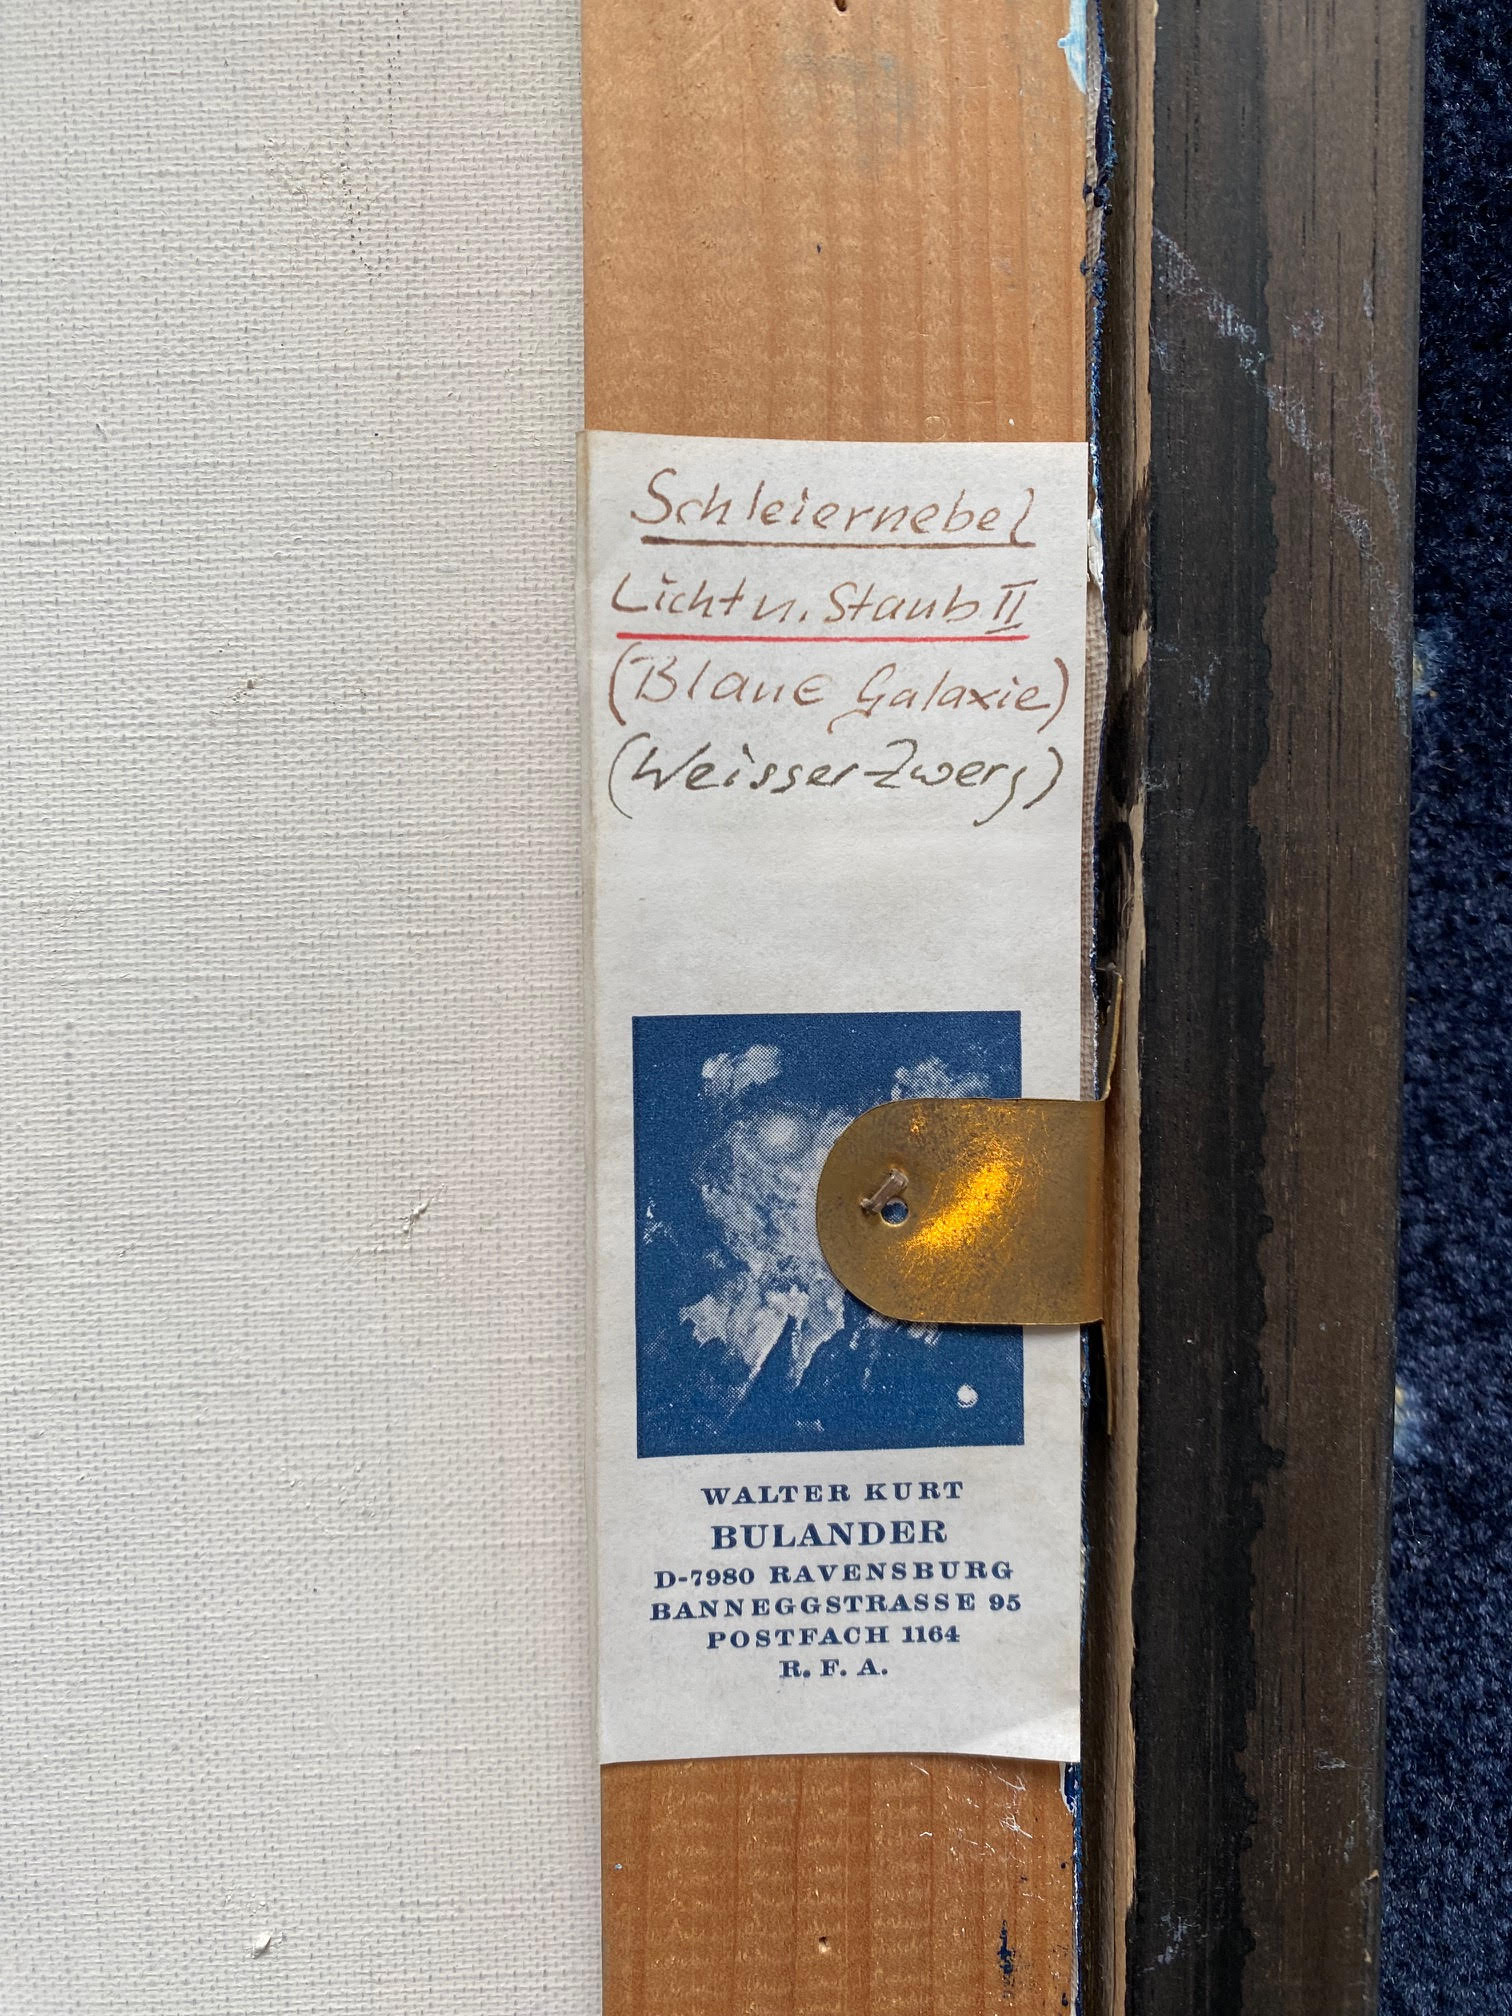 Schleiernebel
Licht u. Staub II
(Blaue Galaxie)
(Weisser Zwerg)
WALTER KURT
BULANDER
D-7980 RAVENSBURG
BANNEGGSTRASSE 95
POSTFACH 1164
R. F. A.